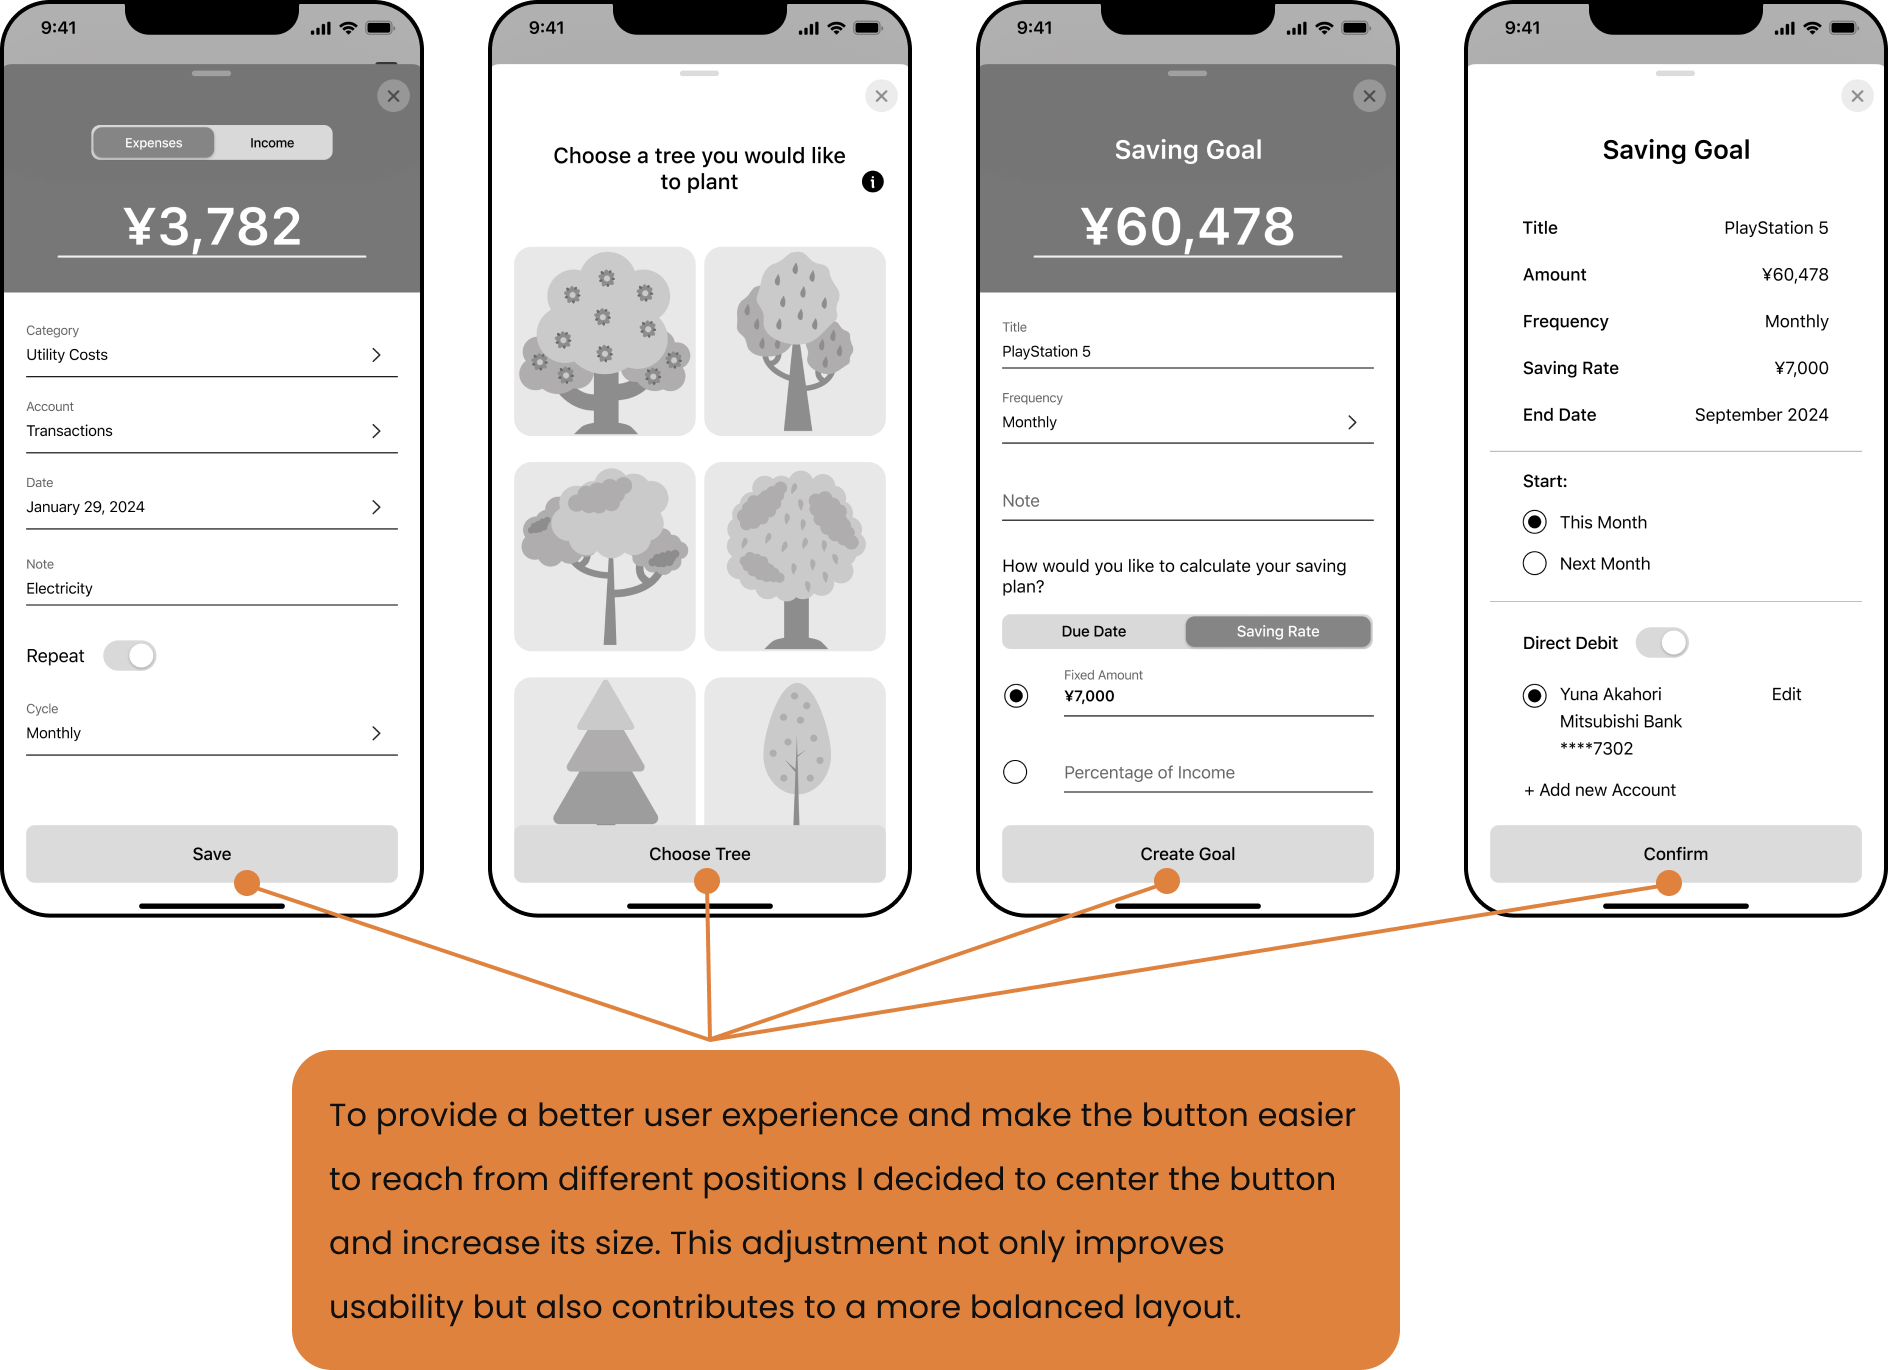 9:41
Expenses
Income
¥3,782
Category
Utility Costs
Account
Transactions
Date
January 29, 2024
Note
Electricity
Repeat
Cycle
Monthly
Save
9:41
Choose a tree you would like
to plant
i
Choose Tree
9:41
Saving Goal
¥60,478
Title
PlayStation 5
Frequency
Monthly
Note
How would you like to calculate your saving
plan?
Due Date
Saving Rate
Fixed Amount
¥7,000
Percentage of Income
Create Goal
9:41
Saving Goal
Title PlayStation 5
Amount ¥60,478
Frequency Monthly
Saving Rate ¥7,000
End Date September 2024
Start:
This Month
Next Month
Direct Debit
Yuna Akahori Edit
Mitsubishi Bank
****7302
+ Add new Account
Confirm
To provide a better user experience and make the button easier
to reach from different positions I decided to center the button
and increase its size. This adjustment not only improves
usability but also contributes to a more balanced layout.